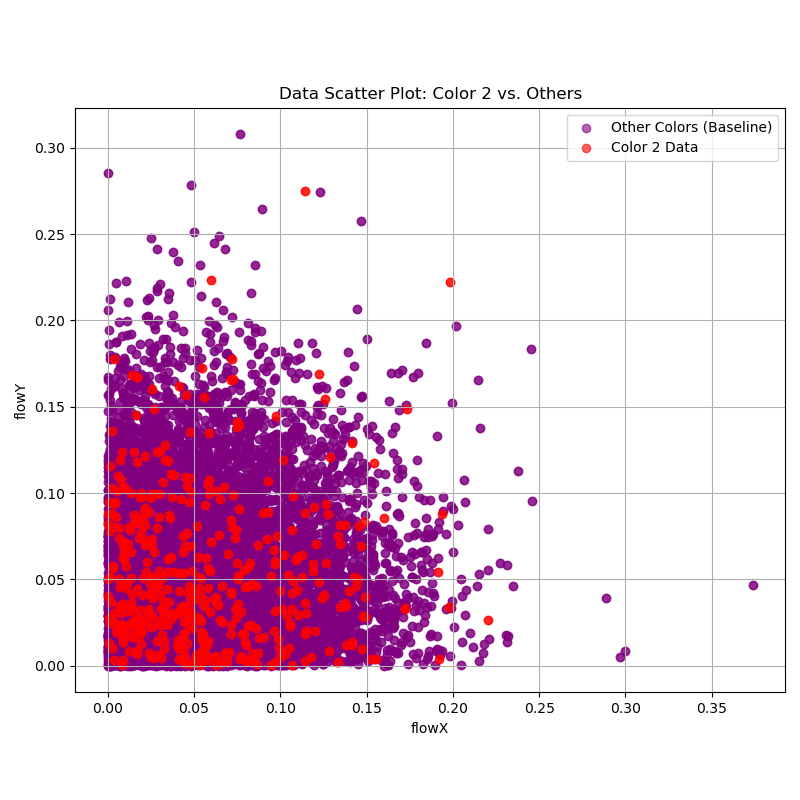 Data Scatter Plot: Color 2 vs. Others
Other Colors (Baseline)
Color 2 Data
flowY
0.30
0.25
0.20
0.15
0.10
0.05
0.00
0.00 0.05 0.10 0.15 0.20 0.25 0.30 0.35
flowX